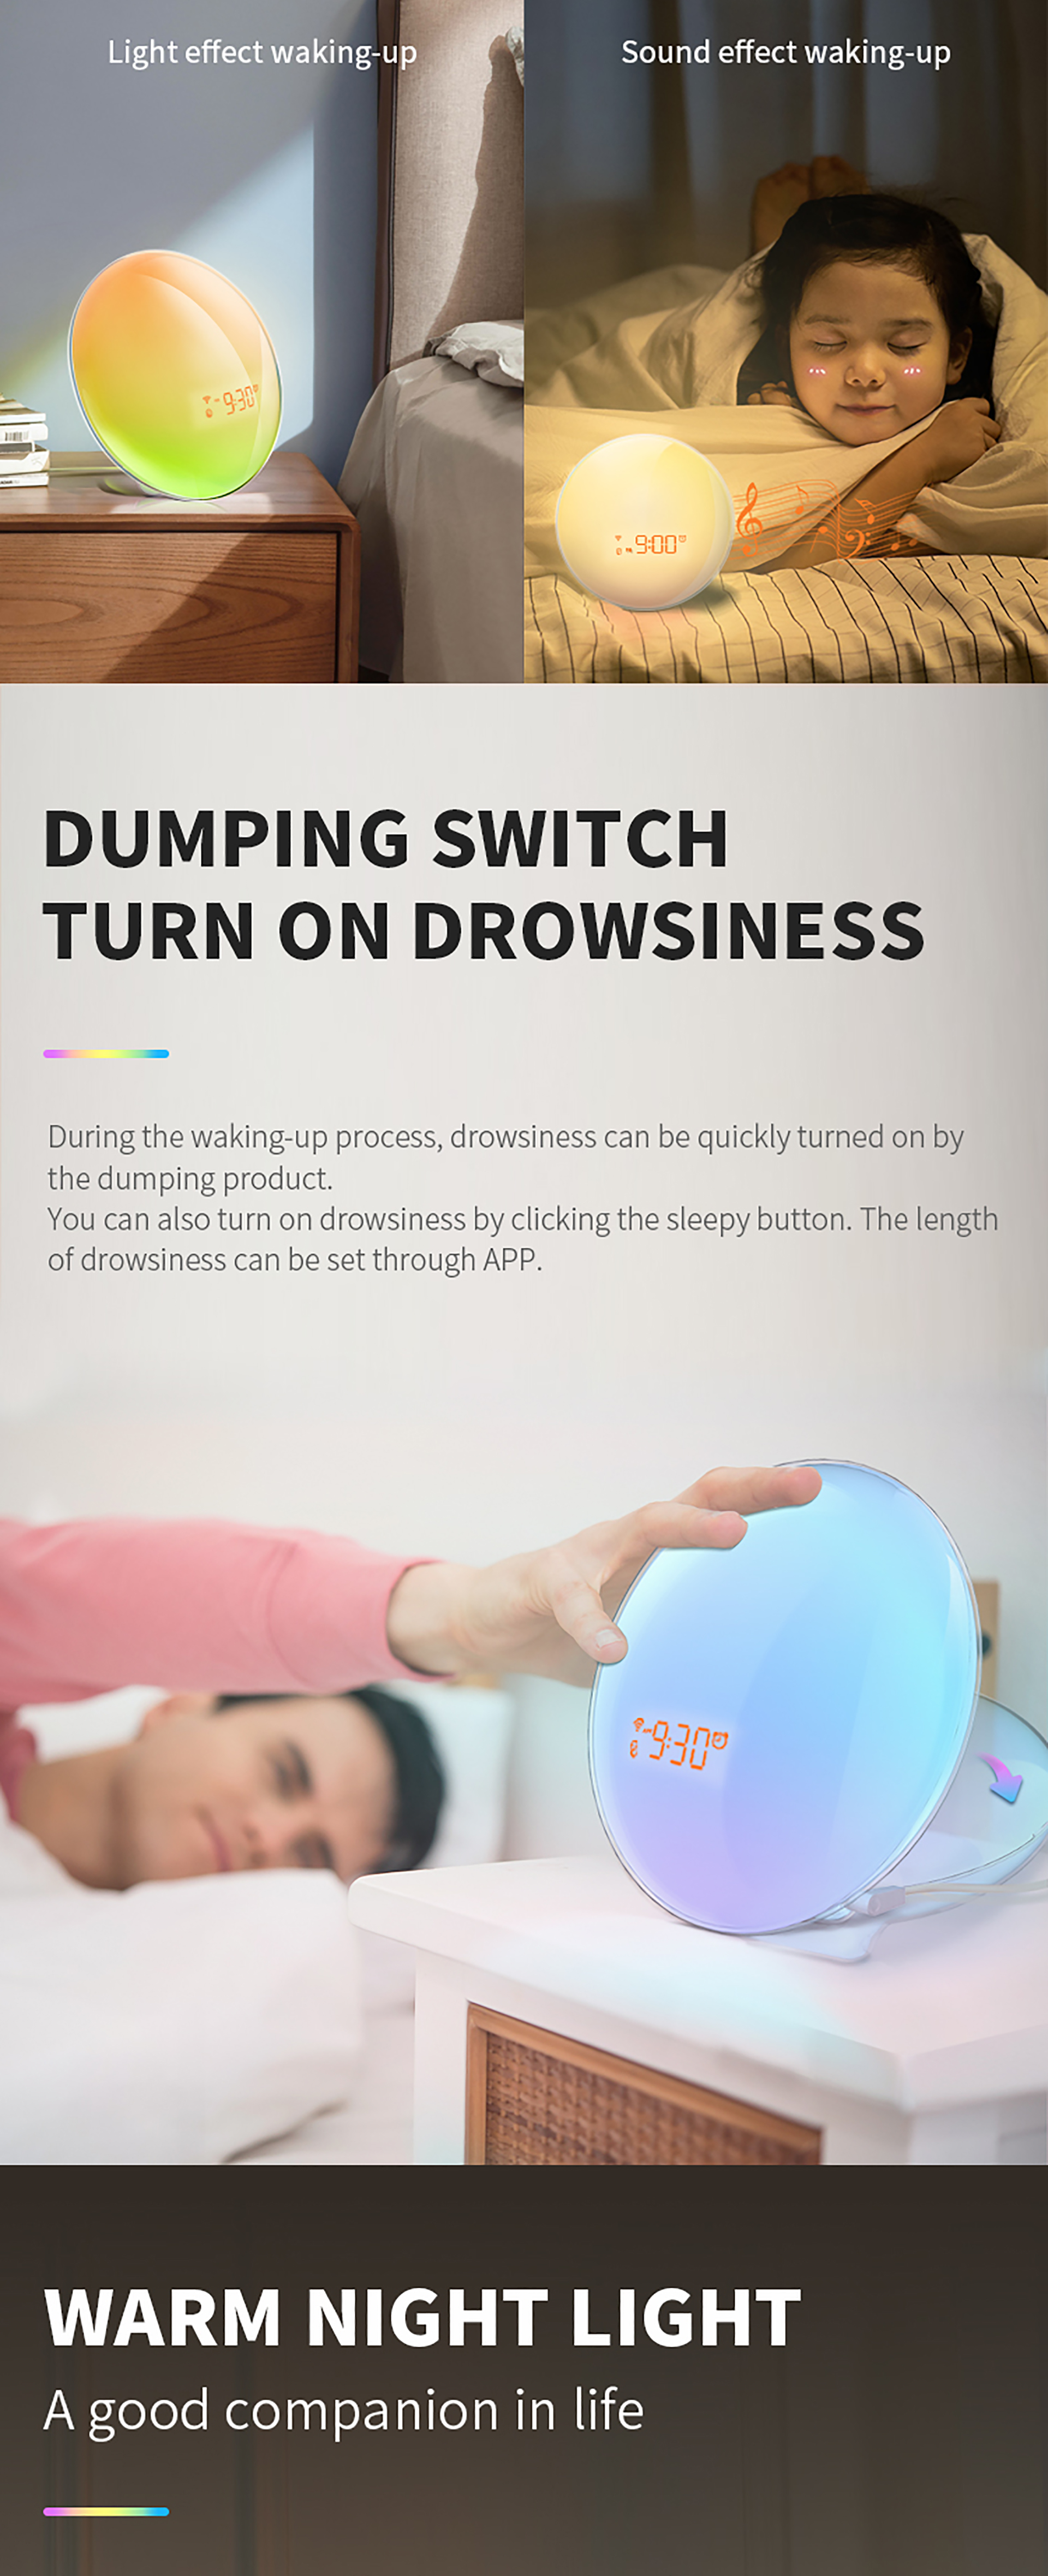 Light effect waking-up
Sound effect waking-up
9:30
9:00
DUMPING SWITCH
TURN ON DROWSINESS
During the waking-up process, drowsiness can be quickly turned on by
the dumping product.
You can also turn on drowsiness by clicking the sleepy button. The length
of drowsiness can be set through APP.
9:30
WARM NIGHT LIGHT
A good companion in life